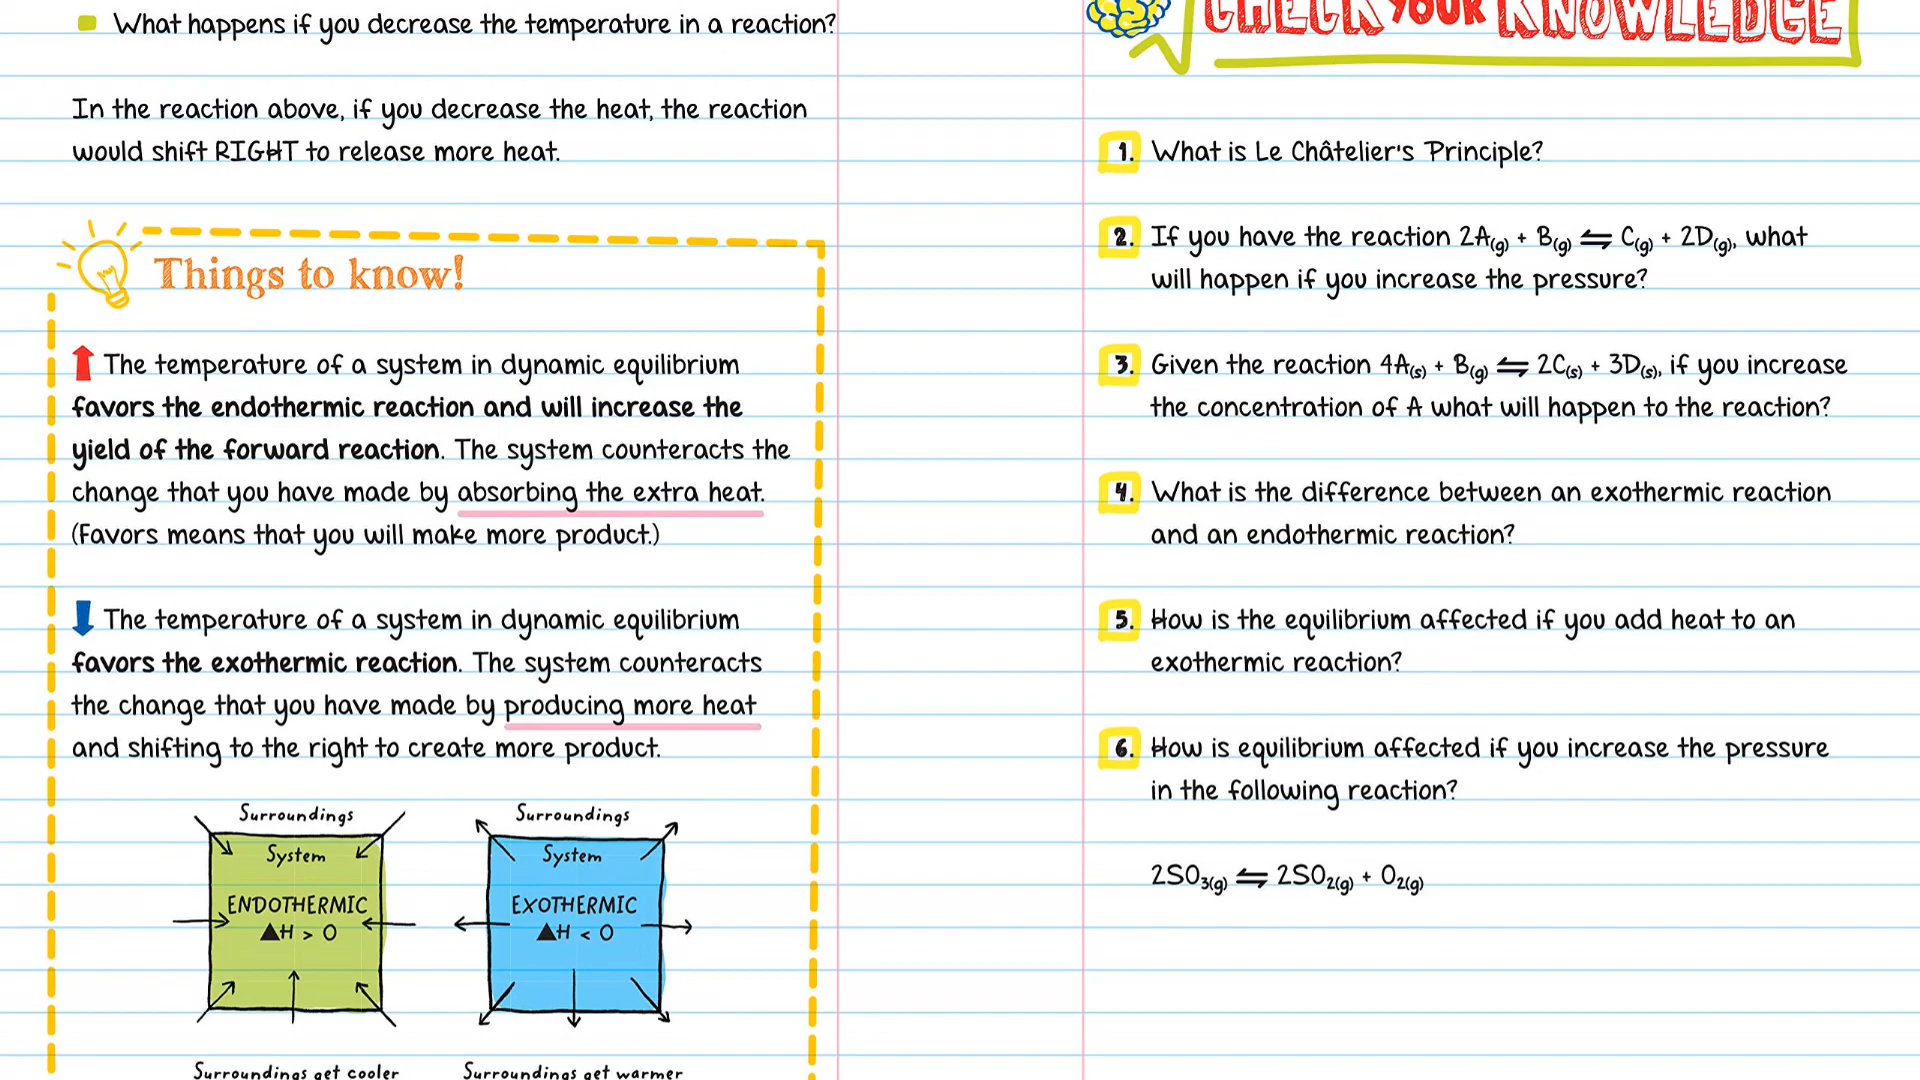 What happens if you decrease the temperature in a reaction?
In the reaction above, if you decrease the heat, the reaction
would shift RIGHT to release more heat.
Things to know!
The temperature of a system in dynamic equilibrium
favors the endothermic reaction and will increase the
yield of the forward reaction. The system counteracts the
change that you have made by absorbing the extra heat.
(Favors means that you will make more product.)
The temperature of a system in dynamic equilibrium
favors the exothermic reaction. The system counteracts
the change that you have made by producing more heat
and shifting to the right to create more product.
Surroundings
System
ENDOTHERMIC
▲H > O
Surroundings get cooler
Surroundings
System
EXOTHERMIC
▲H < O
Surroundings get warmer
CHECK YOUR KNOWLEDGE
1. What is Le Châtelier's Principle?
2. If you have the reaction 2A(g) + B(g) ⇌ C(g) + 2D(g), what
will happen if you increase the pressure?
3. Given the reaction 4A(s) + B(g) ⇌ 2C(s) + 3D(s), if you increase
the concentration of A what will happen to the reaction?
4. What is the difference between an exothermic reaction
and an endothermic reaction?
5. How is the equilibrium affected if you add heat to an
exothermic reaction?
6. How is equilibrium affected if you increase the pressure
in the following reaction?
2SO3(g) ⇌ 2SO2(g) + O2(g)